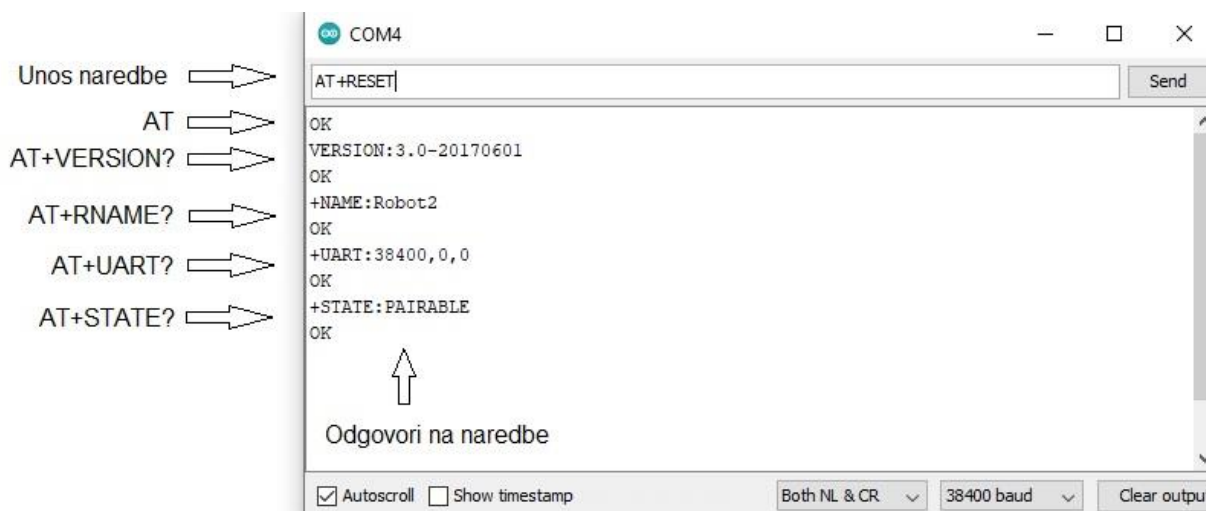 COM4
Unos naredbe
AT+RESET
Send
AT
OK
AT+VERSION?
VERSION:3.0-20170601
OK
AT+RNAME?
+NAME:Robot2
OK
AT+UART?
+UART:38400,0,0
OK
AT+STATE?
+STATE:PAIRABLE
OK
Odgovori na naredbe
Autoscroll Show timestamp Both NL & CR 38400 baud Clear outpu